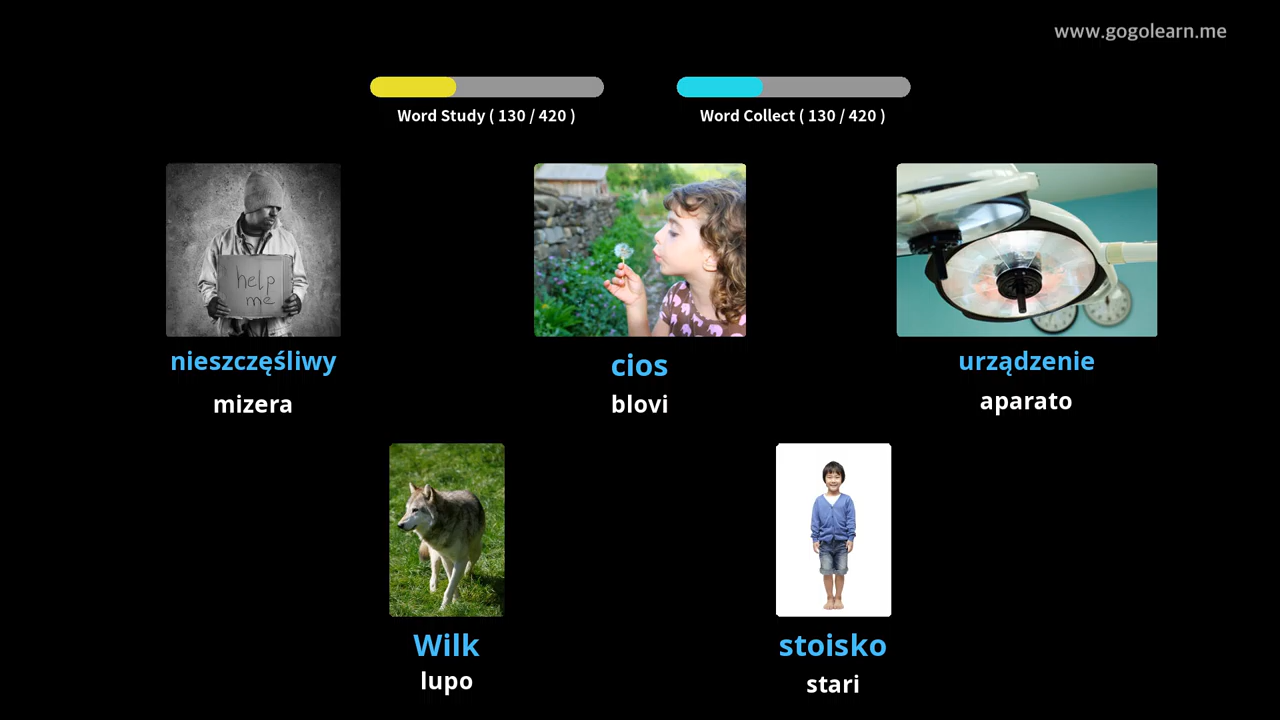 www.gogolearn.me
Word Study ( 130 / 420 )
Word Collect ( 130 / 420 )
help
me
nieszczęśliwy
mizera
cios
blovi
urządzenie
aparato
Wilk
lupo
stoisko
stari